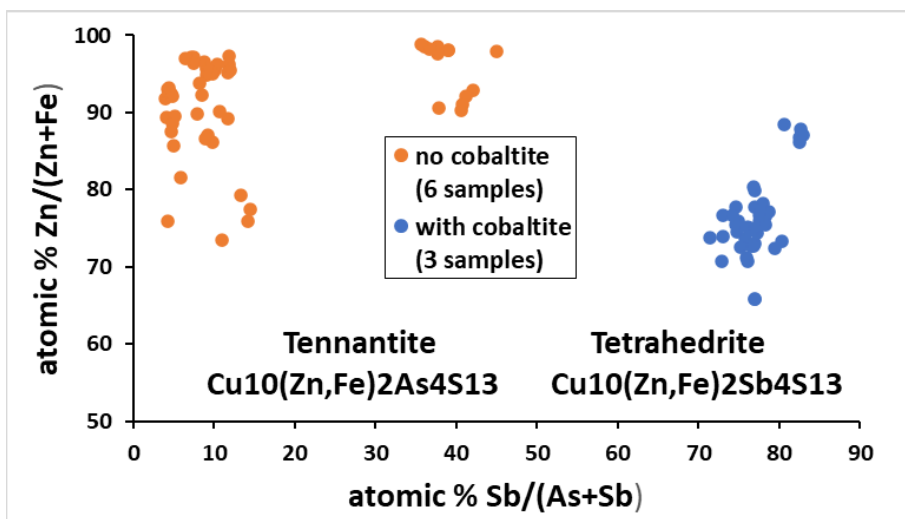 atomic % Zn/(Zn+Fe)
100
90
80
70
60
50
no cobaltite
(6 samples)
with cobaltite
(3 samples)
Tennantite
Cu10(Zn,Fe)2As4S13
Tetrahedrite
Cu10(Zn,Fe)2Sb4S13
0 10 20 30 40 50 60 70 80 90
atomic % Sb/(As+Sb)